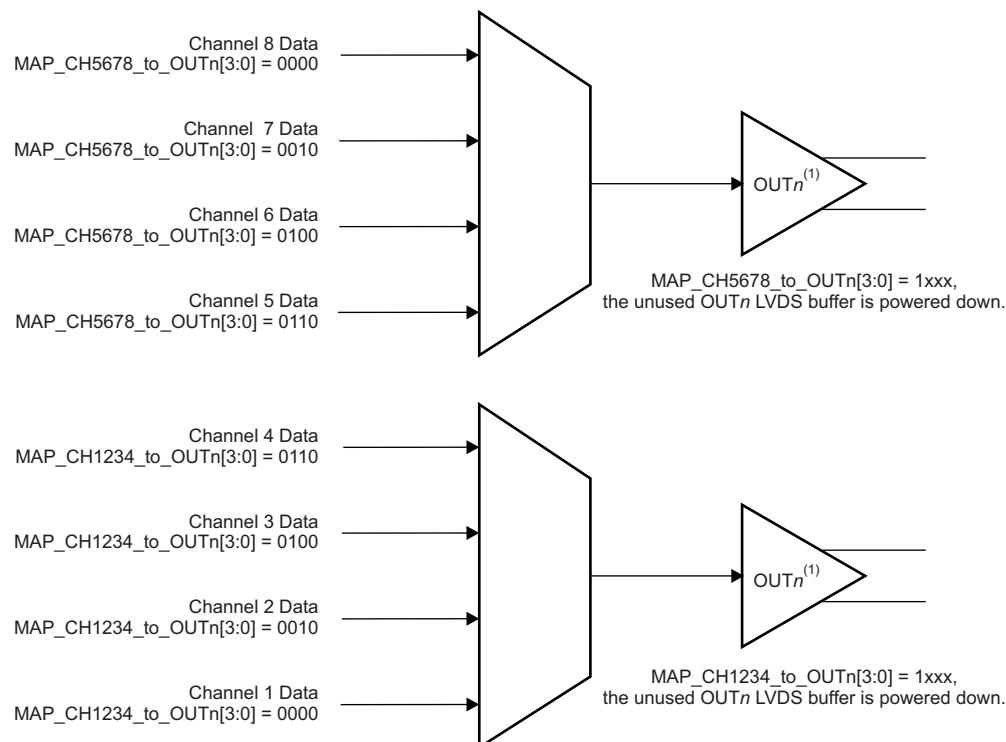 Channel 8 Data
MAP_CH5678_to_OUTn[3:0] = 0000
Channel 7 Data
MAP_CH5678_to_OUTn[3:0] = 0010
Channel 6 Data
MAP_CH5678_to_OUTn[3:0] = 0100
Channel 5 Data
MAP_CH5678_to_OUTn[3:0] = 0110
OUTn(1)
MAP_CH5678_to_OUTn[3:0] = 1xxx,
the unused OUTn LVDS buffer is powered down.
Channel 4 Data
MAP_CH1234_to_OUTn[3:0] = 0110
Channel 3 Data
MAP_CH1234_to_OUTn[3:0] = 0100
Channel 2 Data
MAP_CH1234_to_OUTn[3:0] = 0010
Channel 1 Data
MAP_CH1234_to_OUTn[3:0] = 0000
OUTn(1)
MAP_CH1234_to_OUTn[3:0] = 1xxx,
the unused OUTn LVDS buffer is powered down.